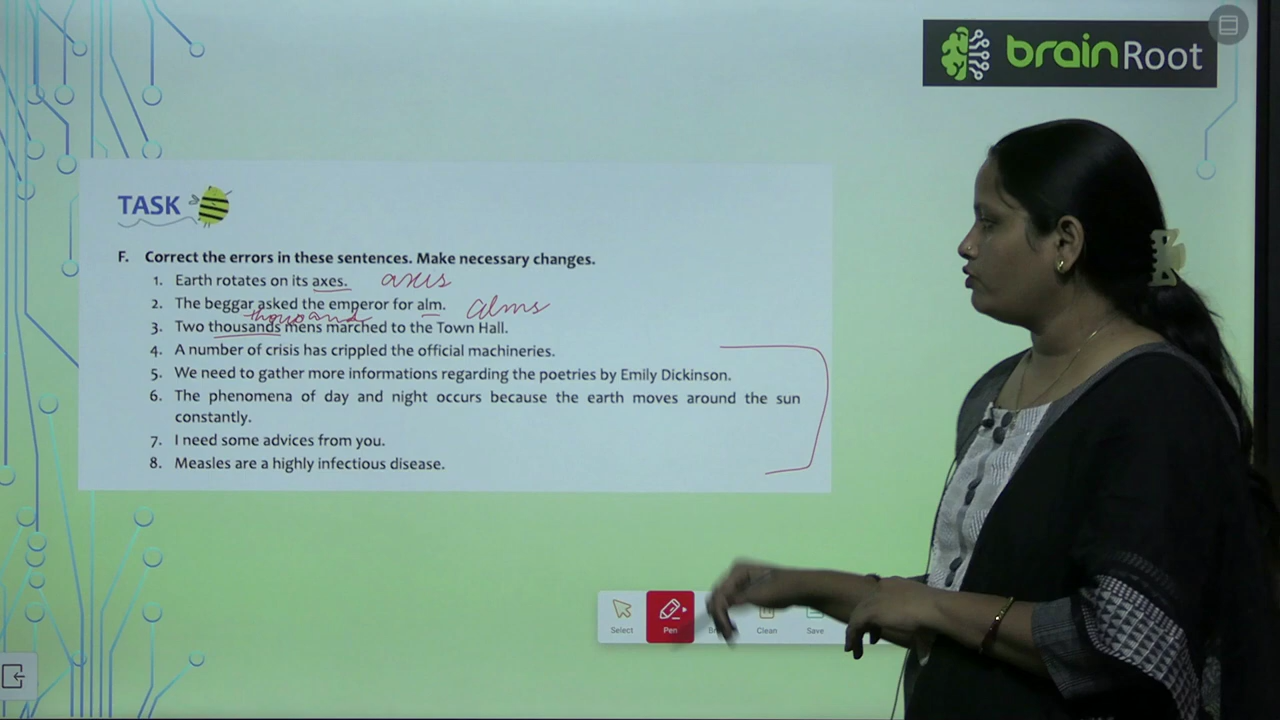 brainRoot
TASK
F. Correct the errors in these sentences. Make necessary changes.
1. Earth rotates on its axes. axis
2. The beggar asked the emperor for alm. alms
thousand
3. Two thousands mens marched to the Town Hall.
4. A number of crisis has crippled the official machineries.
5. We need to gather more informations regarding the poetries by Emily Dickinson.
6. The phenomena of day and night occurs because the earth moves around the sun
constantly.
7. I need some advices from you.
8. Measles are a highly infectious disease.
Select Pen Clean Save